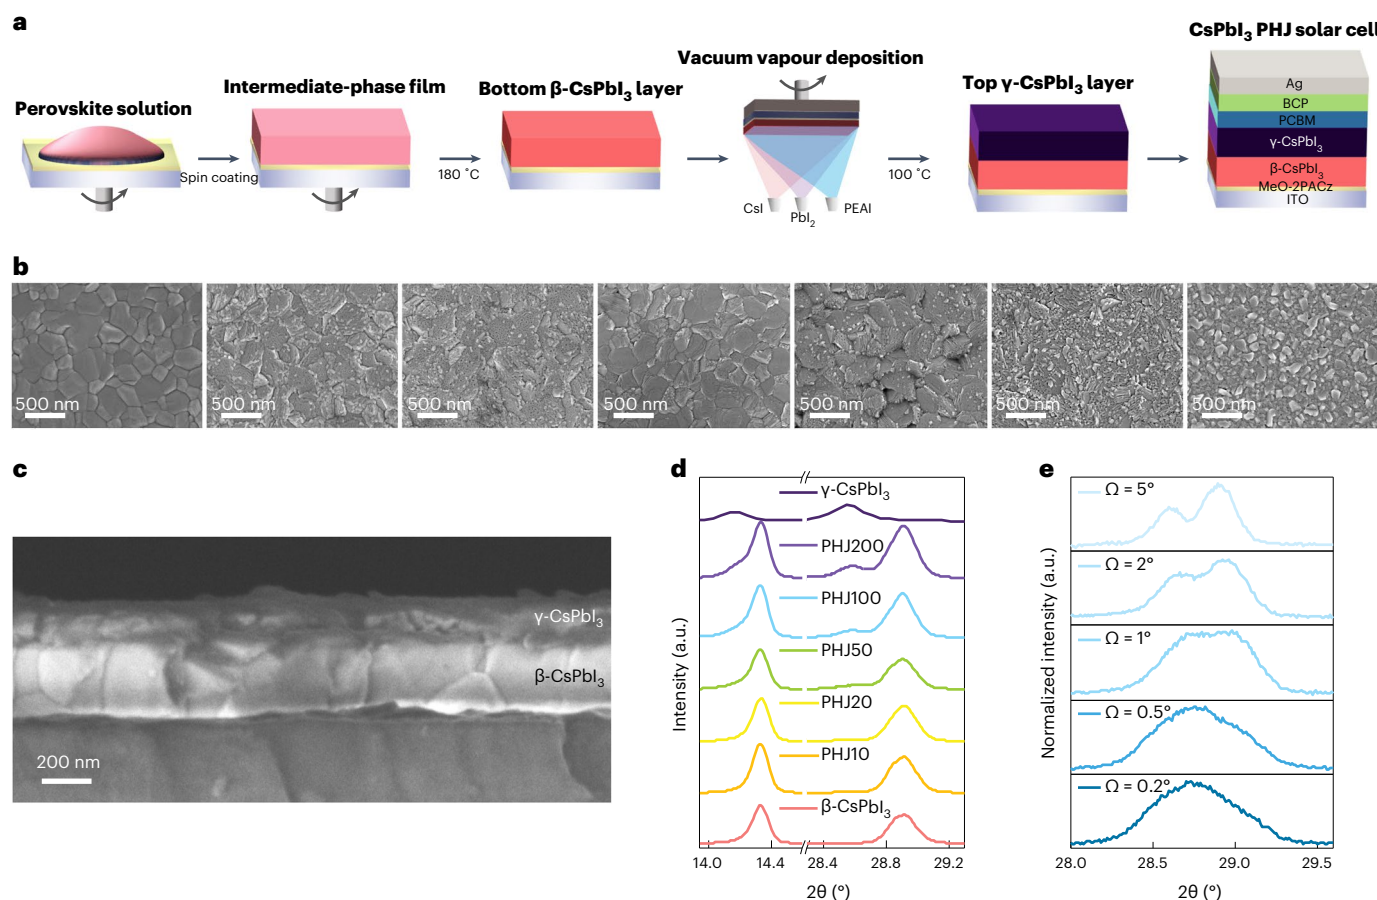 a
Perovskite solution
Spin coating
Intermediate-phase film
180 ˚C
Bottom β-CsPbI₃ layer
Vacuum vapour deposition
CsI
PbI₂
PEAI
100 ˚C
Top γ-CsPbI₃ layer
CsPbI₃ PHJ solar cell
Ag
BCP
PCBM
γ-CsPbI₃
β-CsPbI₃
MeO-2PACz
ITO
b
500 nm
500 nm
500 nm
500 nm
500 nm
500 nm
500 nm
c
γ-CsPbI₃
β-CsPbI₃
200 nm
d
γ-CsPbI₃
PHJ200
PHJ100
PHJ50
PHJ20
PHJ10
β-CsPbI₃
Intensity (a.u.)
14.0
14.4
28.4
28.8
29.2
2θ (°)
e
Ω = 5°
Ω = 2°
Ω = 1°
Ω = 0.5°
Ω = 0.2°
Normalized intensity (a.u.)
28.0
28.5
29.0
29.5
2θ (°)